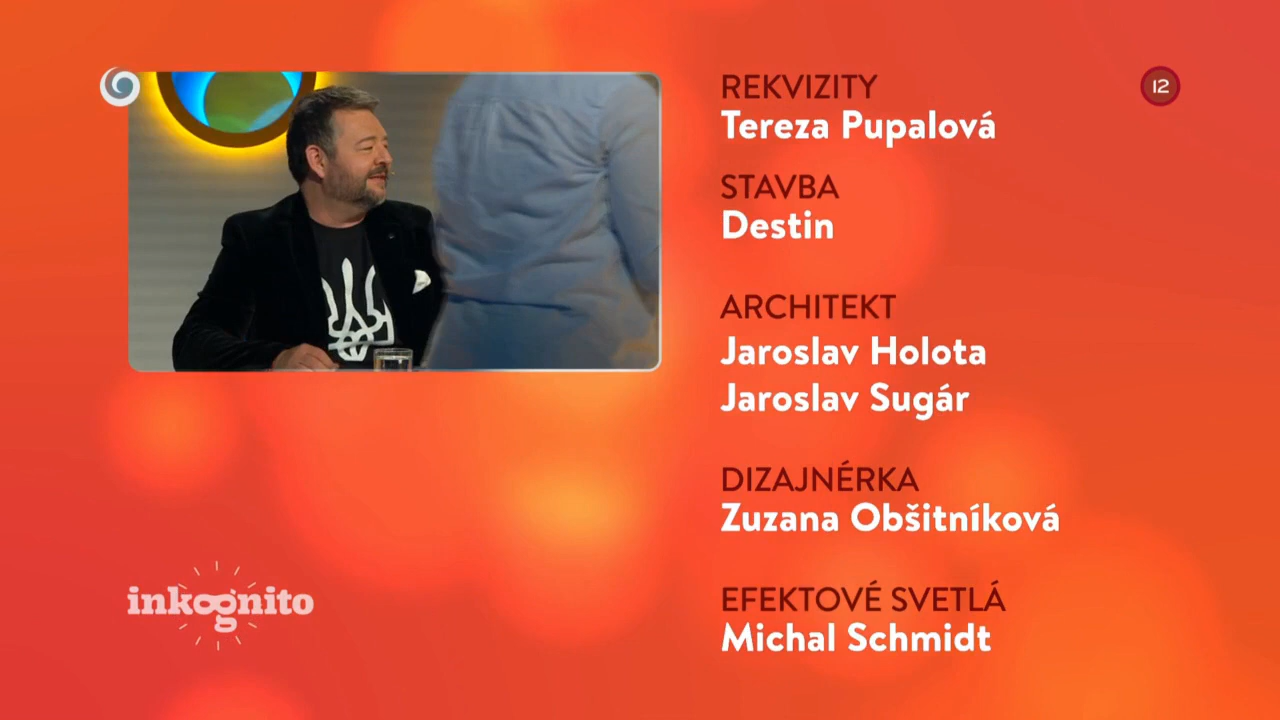 REKVIZITY
Tereza Pupalová
STAVBA
Destin
ARCHITEKT
Jaroslav Holota
Jaroslav Sugár
DIZAJNÉRKA
Zuzana Obšitníková
EFEKTOVÉ SVETLÁ
Michal Schmidt
12
inkognito